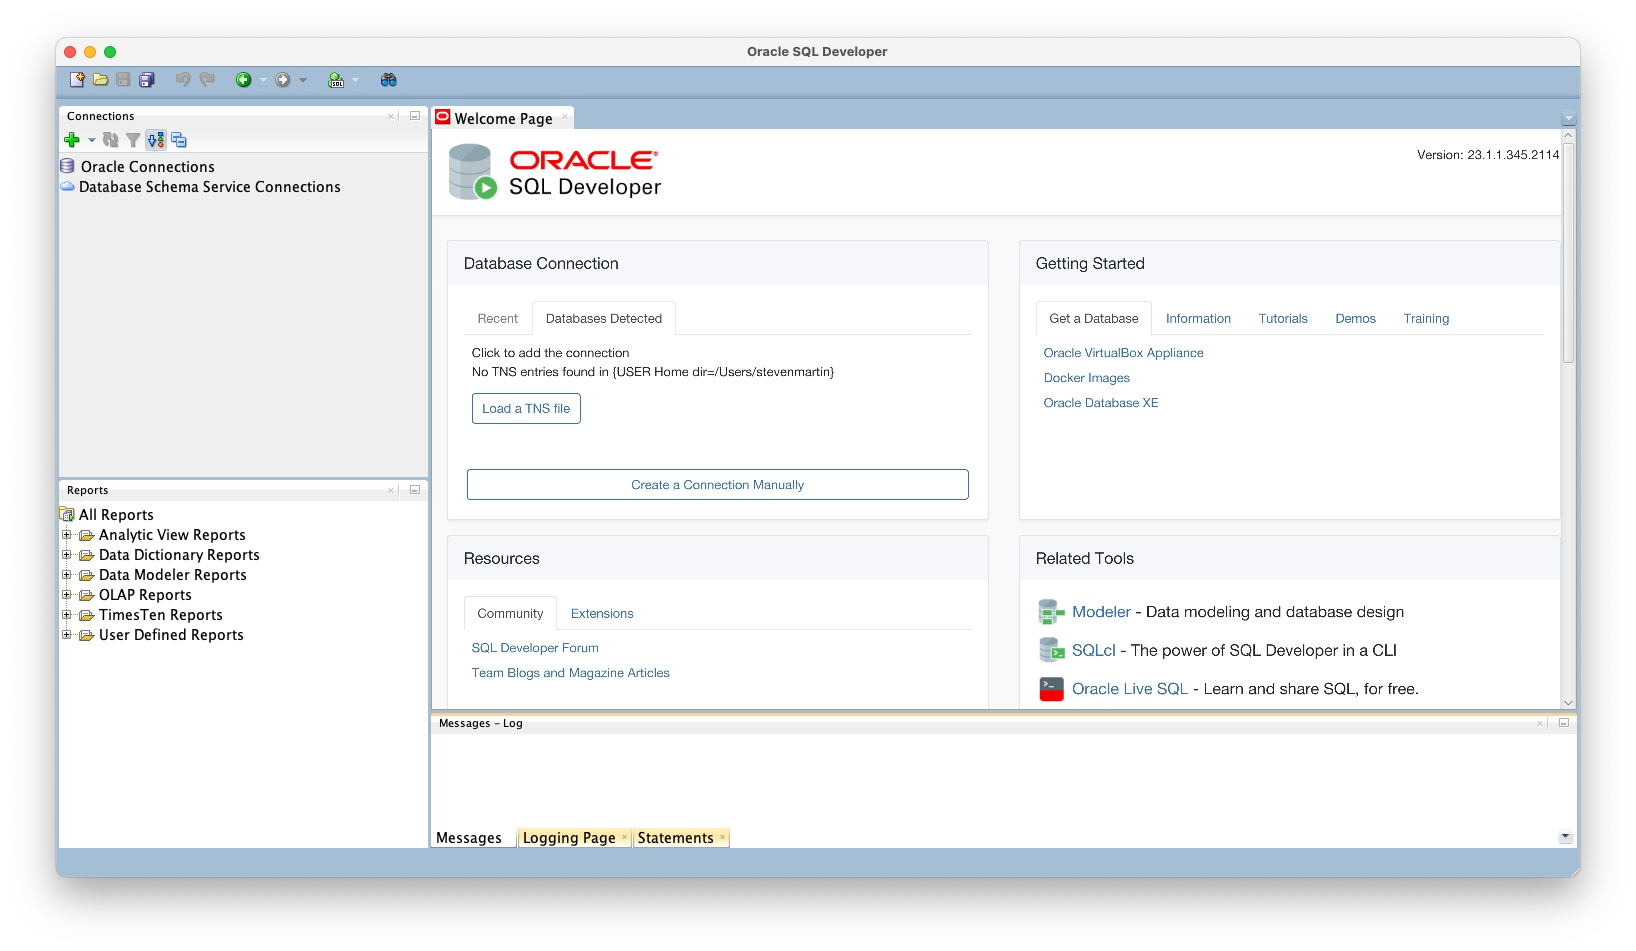 Oracle SQL Developer
Connections
Oracle Connections
Database Schema Service Connections
Reports
All Reports
Analytic View Reports
Data Dictionary Reports
Data Modeler Reports
OLAP Reports
TimesTen Reports
User Defined Reports
Welcome Page
ORACLE
SQL Developer
Version: 23.1.1.345.2114
Database Connection
Recent Databases Detected
Click to add the connection
No TNS entries found in {USER Home dir=/Users/stevenmartin}
Load a TNS file
Create a Connection Manually
Getting Started
Get a Database Information Tutorials Demos Training
Oracle VirtualBox Appliance
Docker Images
Oracle Database XE
Resources
Community Extensions
SQL Developer Forum
Team Blogs and Magazine Articles
Related Tools
Modeler - Data modeling and database design
SQLcl - The power of SQL Developer in a CLI
Oracle Live SQL - Learn and share SQL, for free.
Messages - Log
Messages Logging Page Statements